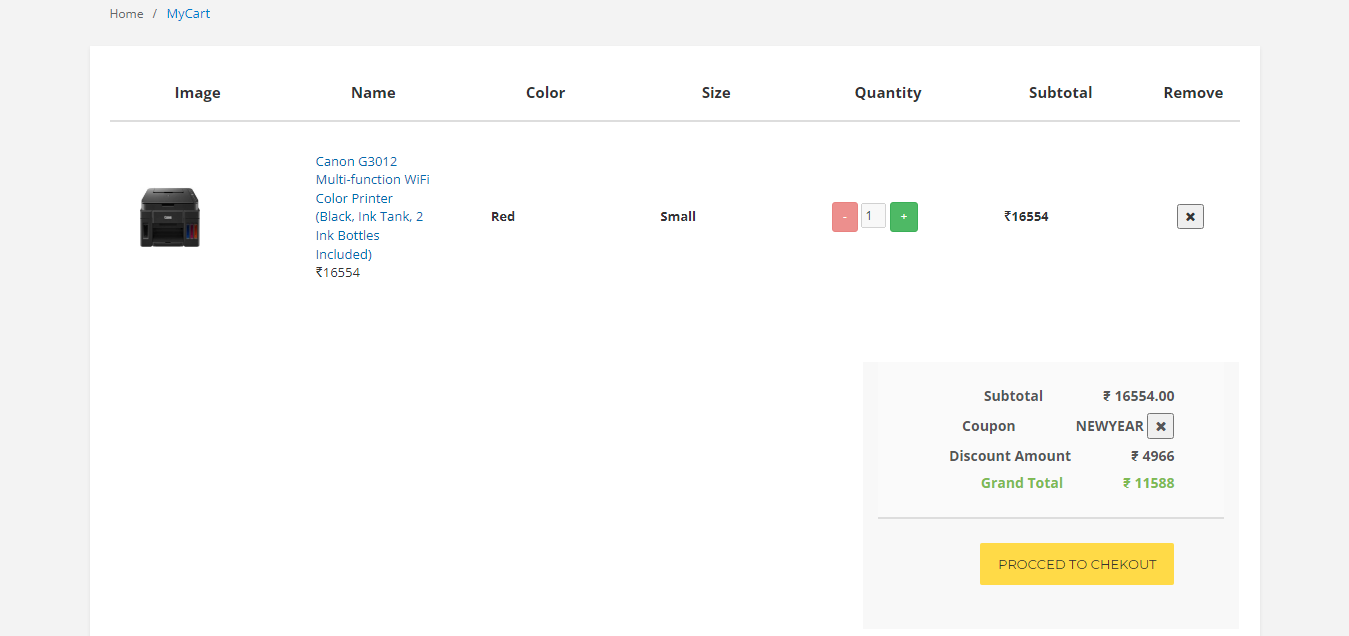 Home / MyCart
Image Name Color Size Quantity Subtotal Remove
Canon G3012
Multi-function WiFi
Color Printer
(Black, Ink Tank, 2
Ink Bottles
Included)
₹16554
Red Small - 1 + ₹16554 ✖
Subtotal ₹ 16554.00
Coupon NEWYEAR ✖
Discount Amount ₹ 4966
Grand Total ₹ 11588
PROCCED TO CHEKOUT